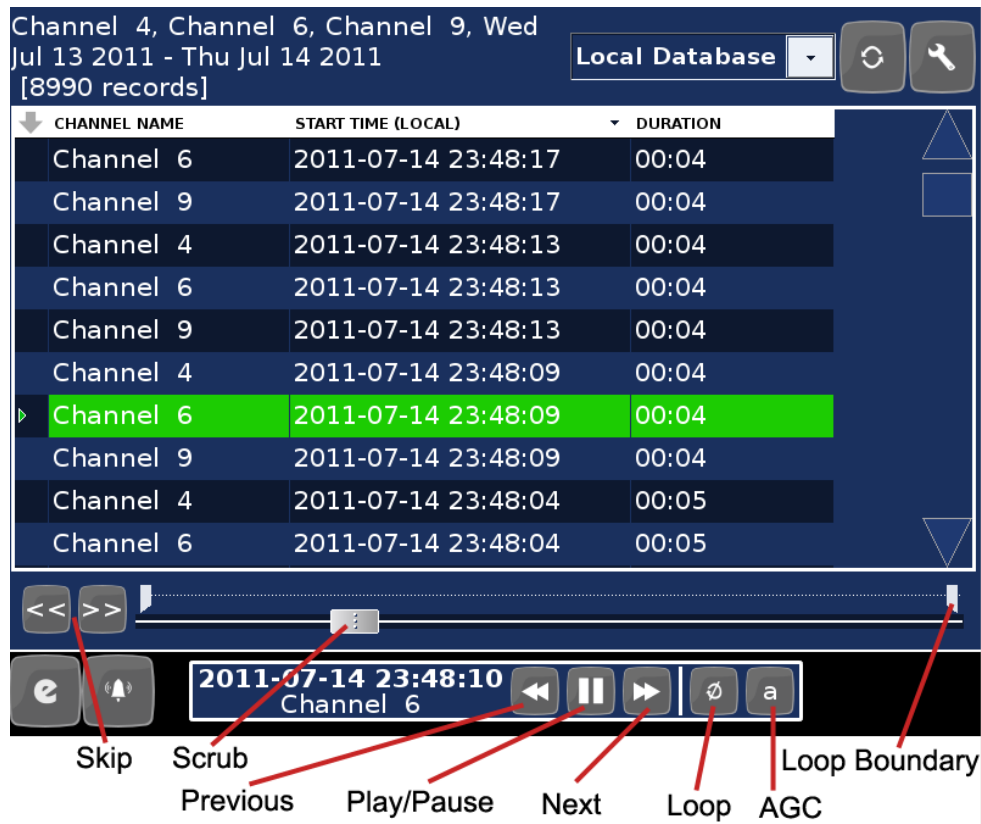 Channel 4, Channel 6, Channel 9, Wed
Jul 13 2011 - Thu Jul 14 2011
[8990 records]
Local Database
CHANNEL NAME START TIME (LOCAL) DURATION
Channel 6 2011-07-14 23:48:17 00:04
Channel 9 2011-07-14 23:48:17 00:04
Channel 4 2011-07-14 23:48:13 00:04
Channel 6 2011-07-14 23:48:13 00:04
Channel 9 2011-07-14 23:48:13 00:04
Channel 4 2011-07-14 23:48:09 00:04
Channel 6 2011-07-14 23:48:09 00:04
Channel 9 2011-07-14 23:48:09 00:04
Channel 4 2011-07-14 23:48:04 00:05
Channel 6 2011-07-14 23:48:04 00:05
<< >>
e
2011-07-14 23:48:10
Channel 6
a
Skip Scrub Loop Boundary
Previous Play/Pause Next Loop AGC